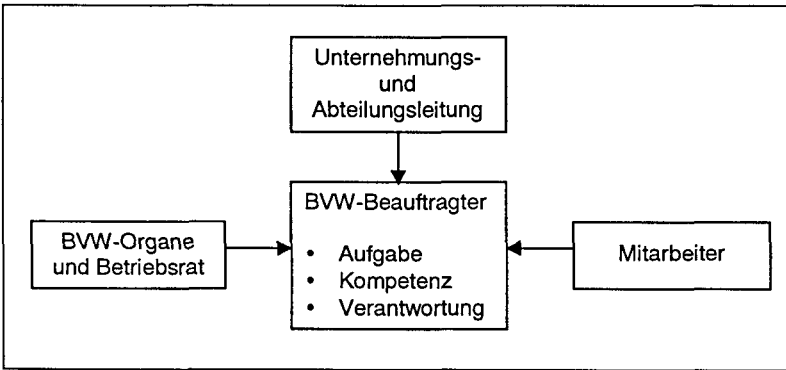 Unternehmungs-
und
Abteilungsleitung
BVW-Organe
und Betriebsrat
BVW-Beauftragter
• Aufgabe
• Kompetenz
• Verantwortung
Mitarbeiter